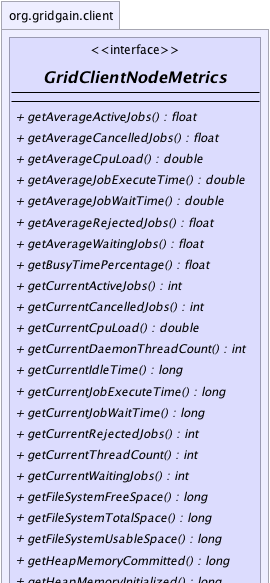 org.gridgain.client
<<interface>>
GridClientNodeMetrics
+ getAverageActiveJobs() : float
+ getAverageCancelledJobs() : float
+ getAverageCpuLoad() : double
+ getAverageJobExecuteTime() : double
+ getAverageJobWaitTime() : double
+ getAverageRejectedJobs() : float
+ getAverageWaitingJobs() : float
+ getBusyTimePercentage() : float
+ getCurrentActiveJobs() : int
+ getCurrentCancelledJobs() : int
+ getCurrentCpuLoad() : double
+ getCurrentDaemonThreadCount() : int
+ getCurrentIdleTime() : long
+ getCurrentJobExecuteTime() : long
+ getCurrentJobWaitTime() : long
+ getCurrentRejectedJobs() : int
+ getCurrentThreadCount() : int
+ getCurrentWaitingJobs() : int
+ getFileSystemFreeSpace() : long
+ getFileSystemTotalSpace() : long
+ getFileSystemUsableSpace() : long
+ getHeapMemoryCommitted() : long
+ getHeapMemoryInitialized() : long